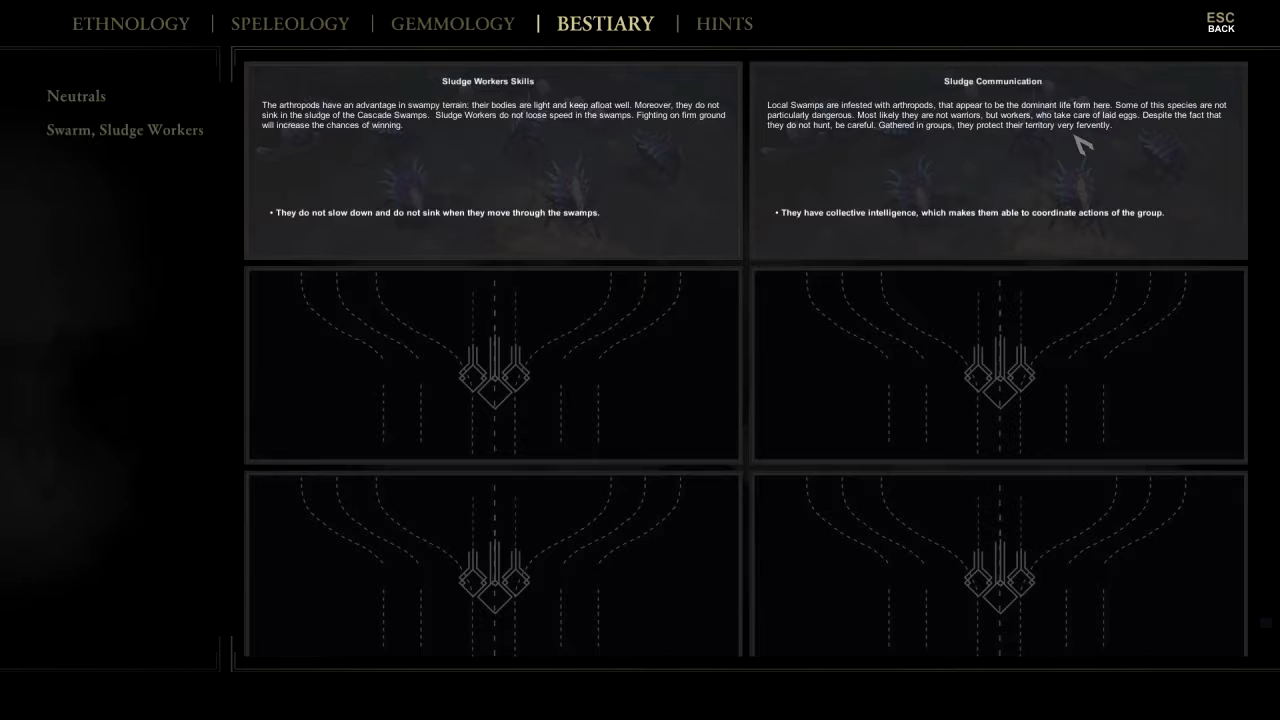 ETHNOLOGY | SPELEOLOGY | GEMMOLOGY | BESTIARY | HINTS
ESC
BACK
Neutrals
Swarm, Sludge Workers
Sludge Workers Skills
The arthropods have an advantage in swampy terrain: their bodies are light and keep afloat well. Moreover, they do not
sink in the sludge of the Cascade Swamps. Sludge Workers do not loose speed in the swamps. Fighting on firm ground
will increase the chances of winning.
• They do not slow down and do not sink when they move through the swamps.
Sludge Communication
Local Swamps are infested with arthropods, that appear to be the dominant life form here. Some of this species are not
particularly dangerous. Most likely they are not warriors, but workers, who take care of laid eggs. Despite the fact that
they do not hunt, be careful. Gathered in groups, they protect their territory very fervently.
• They have collective intelligence, which makes them able to coordinate actions of the group.